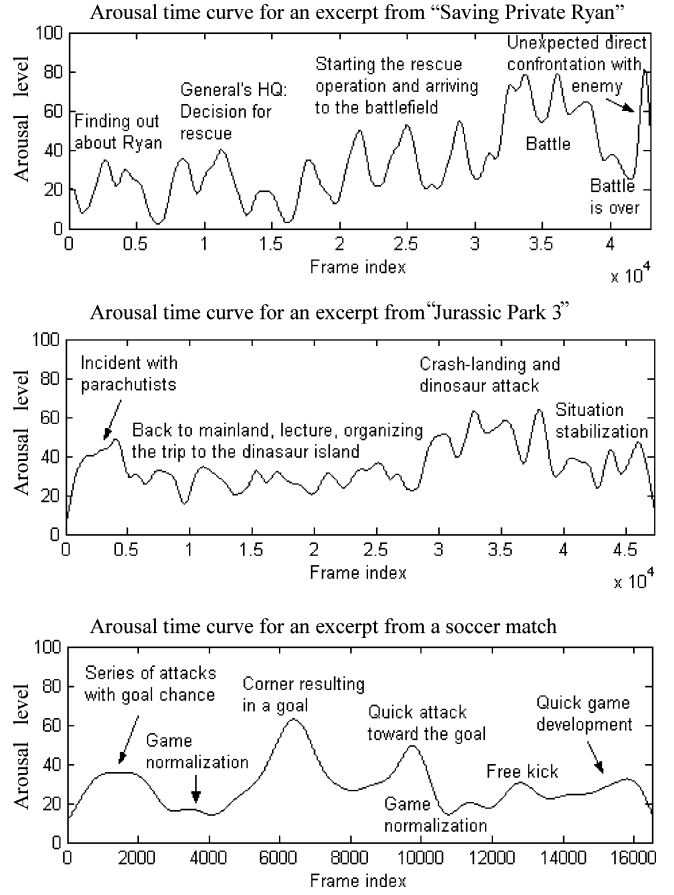 Arousal time curve for an excerpt from “Saving Private Ryan”
100
80
60
40
20
0
Arousal level
Finding out
about Ryan
General's HQ:
Decision for
rescue
Starting the rescue
operation and arriving
to the battlefield
Unexpected direct
confrontation with
enemy
Battle
Battle
is over
0 0.5 1 1.5 2 2.5 3 3.5 4
Frame index
x 10^4
Arousal time curve for an excerpt from “Jurassic Park 3”
100
80
60
40
20
0
Arousal level
Incident with
parachutists
Back to mainland, lecture, organizing
the trip to the dinasaur island
Crash-landing and
dinosaur attack
Situation
stabilization
0 0.5 1 1.5 2 2.5 3 3.5 4 4.5
Frame index
x 10^4
Arousal time curve for an excerpt from a soccer match
100
80
60
40
20
0
Arousal level
Series of attacks
with goal chance
Game
normalization
Corner resulting
in a goal
Quick attack
toward the goal
Game
normalization
Free kick
Quick game
development
0 2000 4000 6000 8000 10000 12000 14000 16000
Frame index